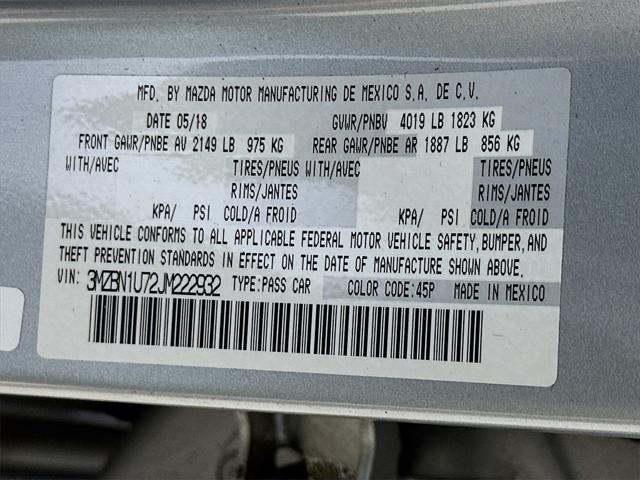 MFD. BY MAZDA MOTOR MANUFACTURING DE MEXICO S.A. DE C.V.
DATE 05/18 GVWR/PNBV 4019 LB 1823 KG
FRONT GAWR/PNBE AV 2149 LB 975 KG REAR GAWR/PNBE AR 1887 LB 856 KG
WITH/AVEC TIRES/PNEUS WITH/AVEC TIRES/PNEUS
RIMS/JANTES RIMS/JANTES
KPA/ PSI COLD/A FROID KPA/ PSI COLD/A FROID
THIS VEHICLE CONFORMS TO ALL APPLICABLE FEDERAL MOTOR VEHICLE SAFETY, BUMPER, AND
THEFT PREVENTION STANDARDS IN EFFECT ON THE DATE OF MANUFACTURE SHOWN ABOVE.
VIN: 3MZBN1U72JM222932 TYPE:PASS CAR COLOR CODE:45P MADE IN MEXICO